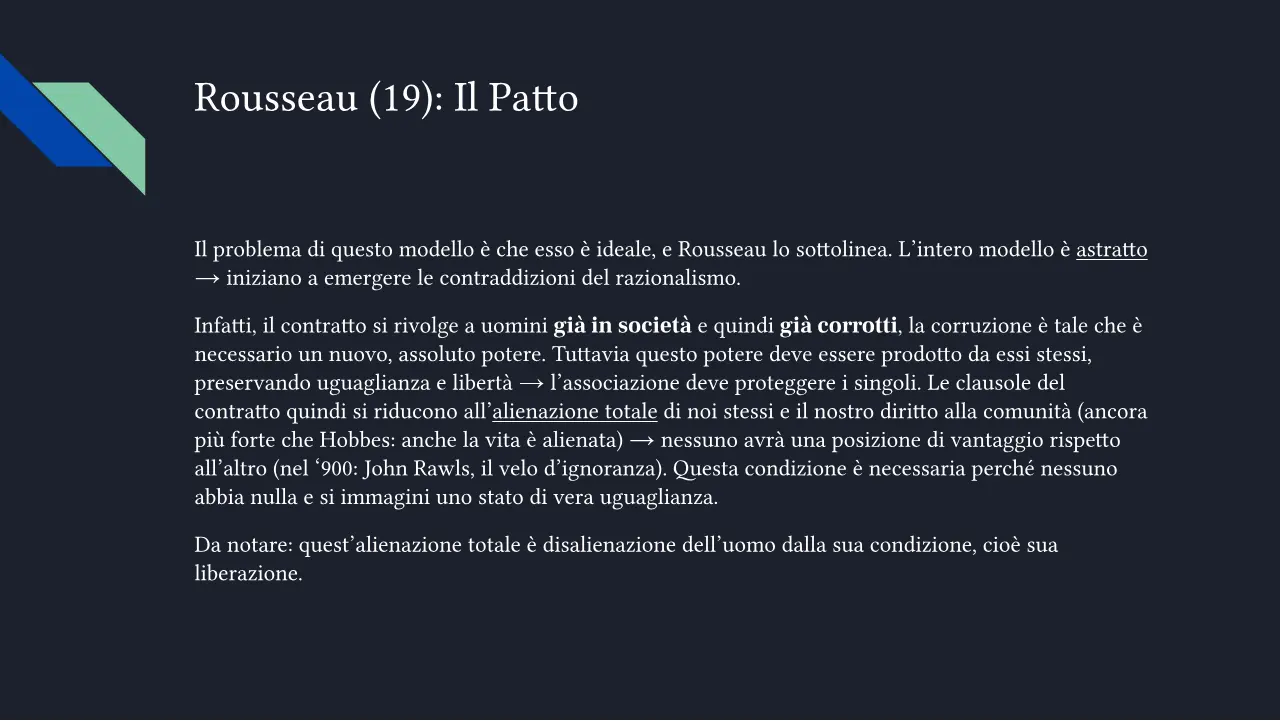 Rousseau (19): Il Patto
Il problema di questo modello è che esso è ideale, e Rousseau lo sottolinea. L’intero modello è astratto
⟶ iniziano a emergere le contraddizioni del razionalismo.
Infatti, il contratto si rivolge a uomini già in società e quindi già corrotti, la corruzione è tale che è
necessario un nuovo, assoluto potere. Tuttavia questo potere deve essere prodotto da essi stessi,
preservando uguaglianza e libertà ⟶ l’associazione deve proteggere i singoli. Le clausole del
contratto quindi si riducono all’alienazione totale di noi stessi e il nostro diritto alla comunità (ancora
più forte che Hobbes: anche la vita è alienata) ⟶ nessuno avrà una posizione di vantaggio rispetto
all’altro (nel ‘900: John Rawls, il velo d’ignoranza). Questa condizione è necessaria perché nessuno
abbia nulla e si immagini uno stato di vera uguaglianza.
Da notare: quest’alienazione totale è disalienazione dell’uomo dalla sua condizione, cioè sua
liberazione.